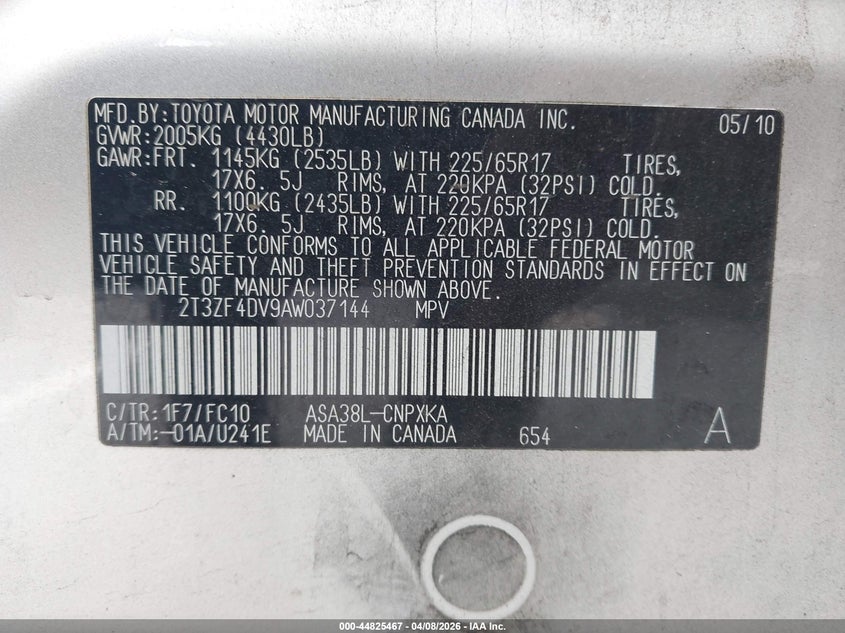 MFD.BY:TOYOTA MOTOR MANUFACTURING CANADA INC. 05/10
GVWR:2005KG (4430LB)
GAWR:FRT. 1145KG (2535LB) WITH 225/65R17 TIRES,
17X6. 5J RIMS, AT 220KPA (32PSI) COLD.
RR. 1100KG (2435LB) WITH 225/65R17 TIRES,
17X6. 5J RIMS, AT 220KPA (32PSI) COLD.
THIS VEHICLE CONFORMS TO ALL APPLICABLE FEDERAL MOTOR
VEHICLE SAFETY AND THEFT PREVENTION STANDARDS IN EFFECT ON
THE DATE OF MANUFACTURE SHOWN ABOVE.
2T3ZF4DV9AW037144 MPV
C/TR:1F7/FC10 ASA38L-CNPXKA
A/TM:-01A/U241E MADE IN CANADA 654 A
000-44825467 - 04/08/2026 - IAA Inc.